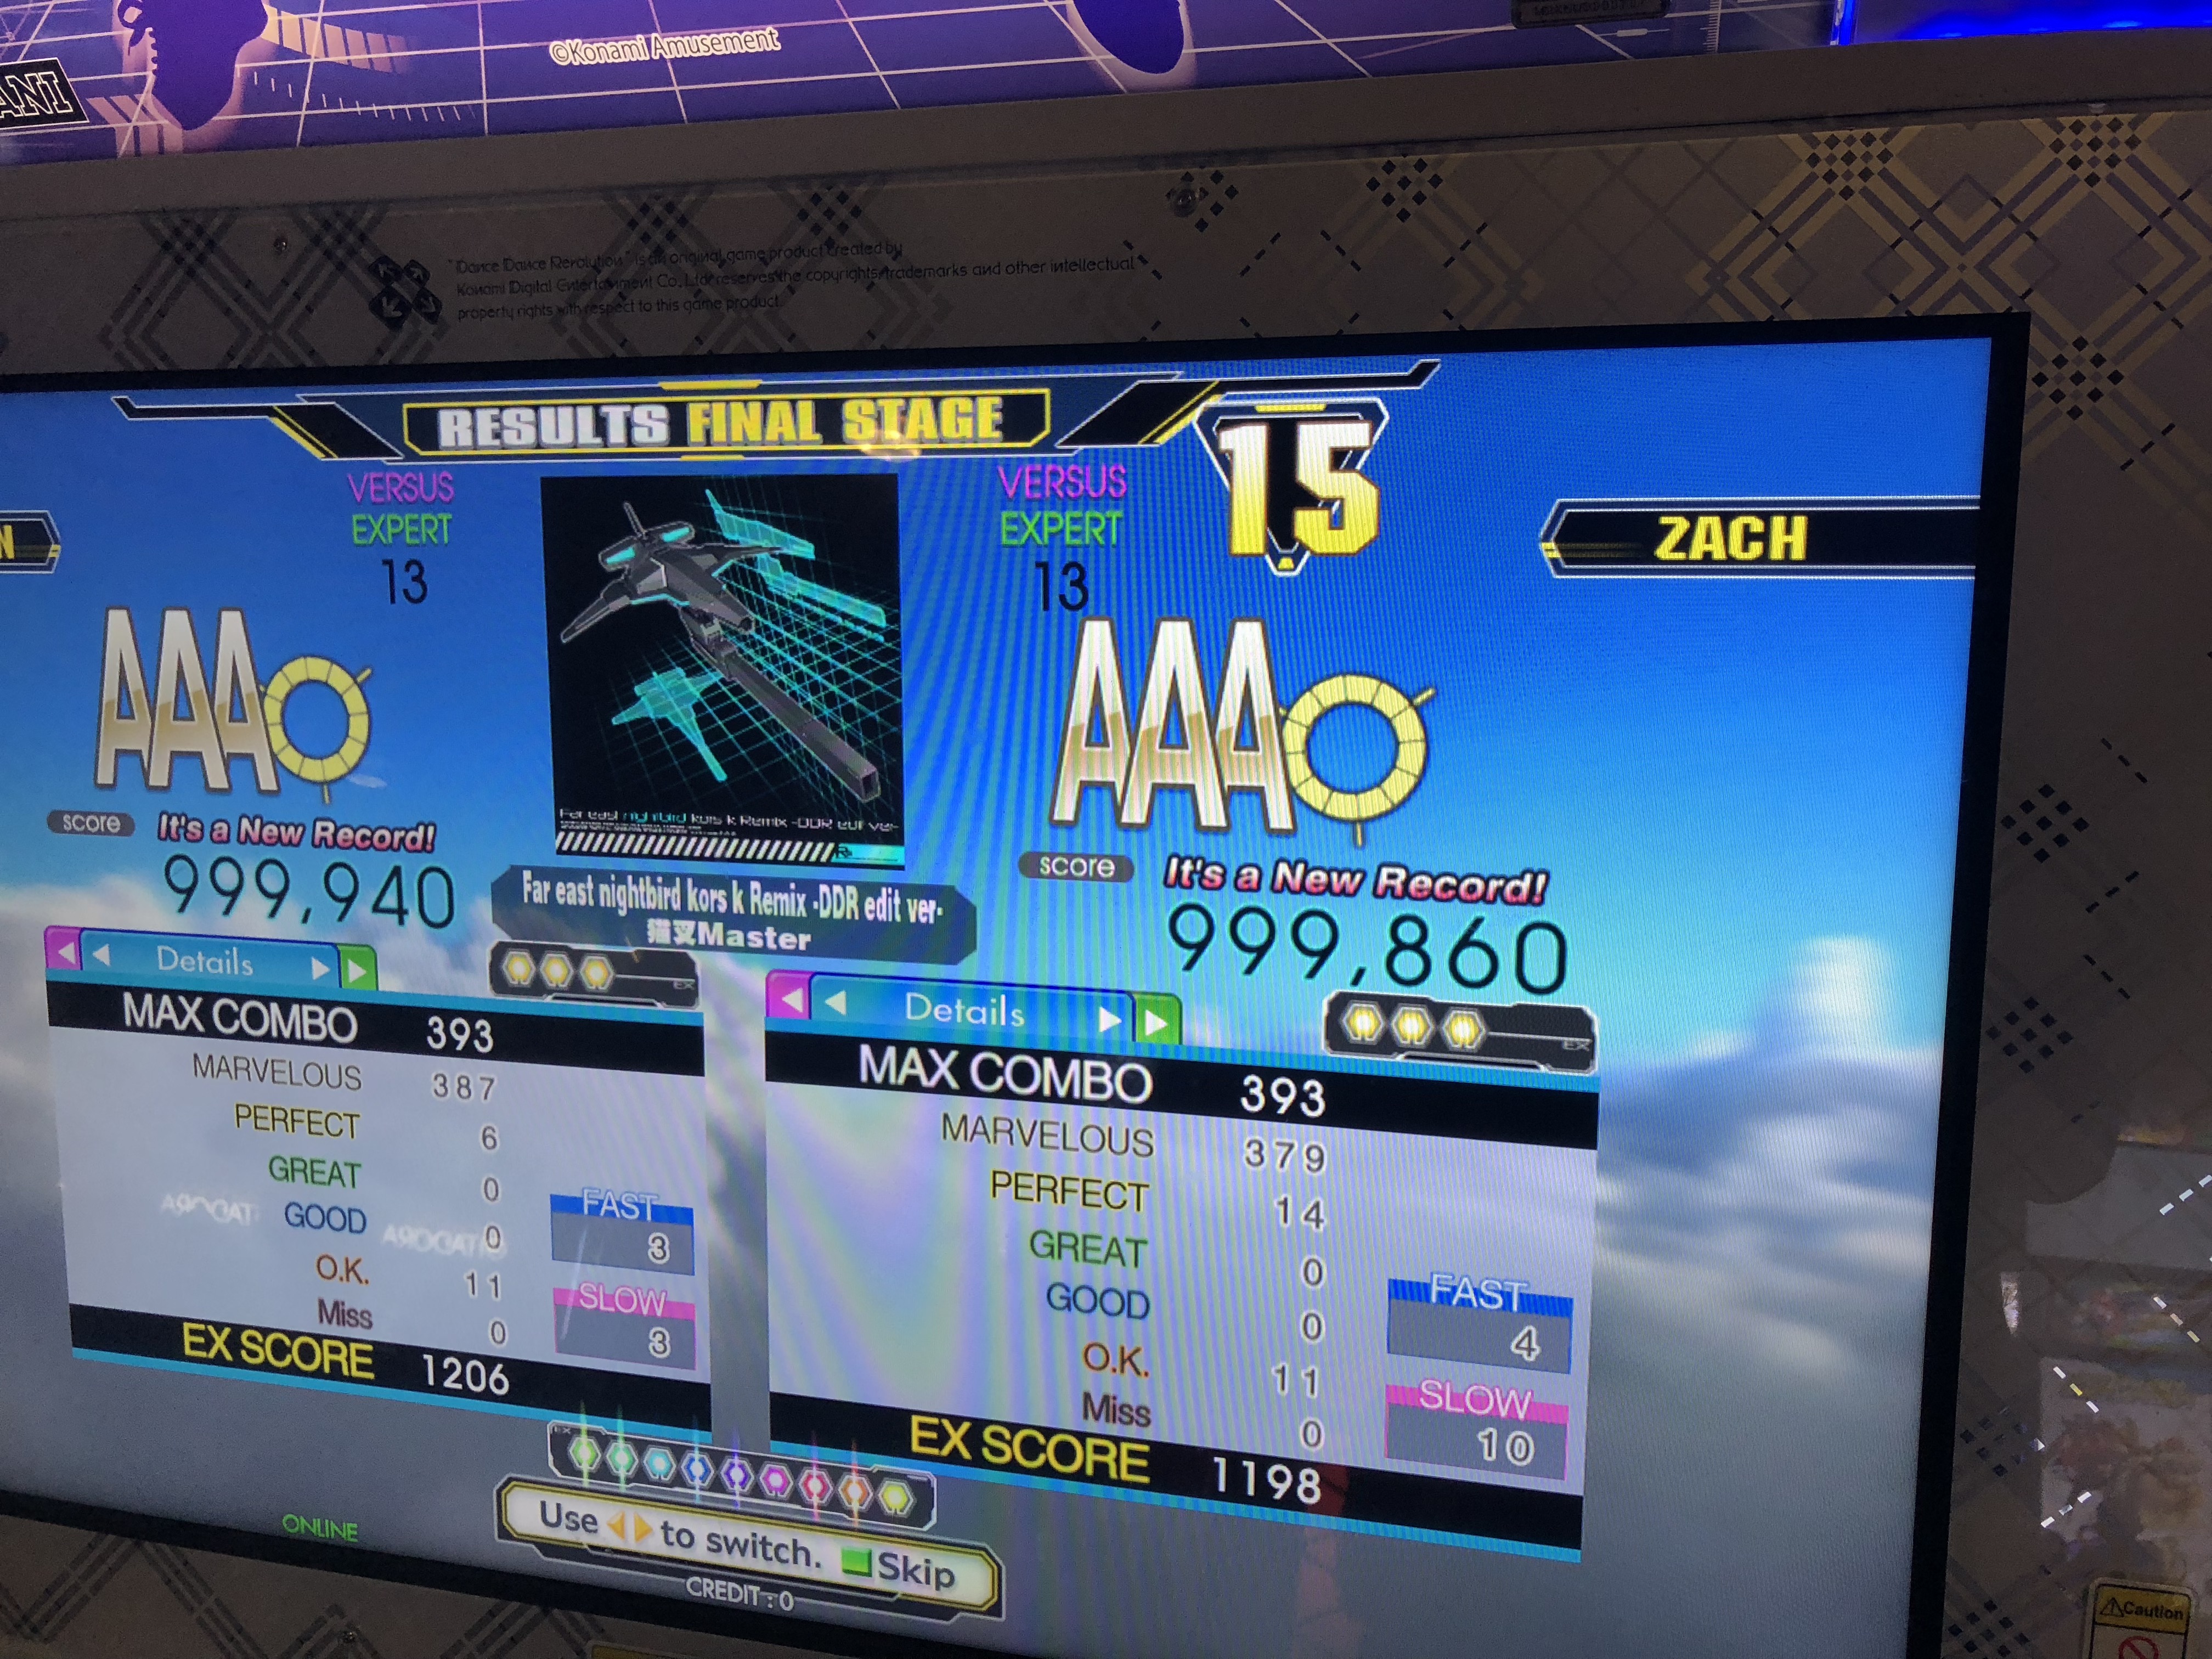 ©Konami Amusement
ANI
"Dance Dance Revolution" is an original game product created by
Konami Digital Entertainment Co., Ltd. reserves the copyrights, trademarks and other intellectual
property rights with respect to this game product.
RESULTS FINAL STAGE
15
VERSUS
EXPERT
13
VERSUS
EXPERT
13
N
ZACH
AAA
AAA
Far east nightbird kors k Remix -DDR edit ver-
score It's a New Record!
999,940
score It's a New Record!
999,860
Far east nightbird kors k Remix -DDR edit ver-
猫叉Master
Details
EX
MAX COMBO 393
MARVELOUS 387
PERFECT 6
GREAT 0
GOOD 0
O.K. 11
Miss 0
EX SCORE 1206
FAST
3
SLOW
3
Details
EX
MAX COMBO 393
MARVELOUS 379
PERFECT 14
GREAT 0
GOOD 0
O.K. 11
Miss 0
EX SCORE 1198
FAST
4
SLOW
10
EX
Use to switch. Skip
ONLINE
CREDIT : 0
Caution